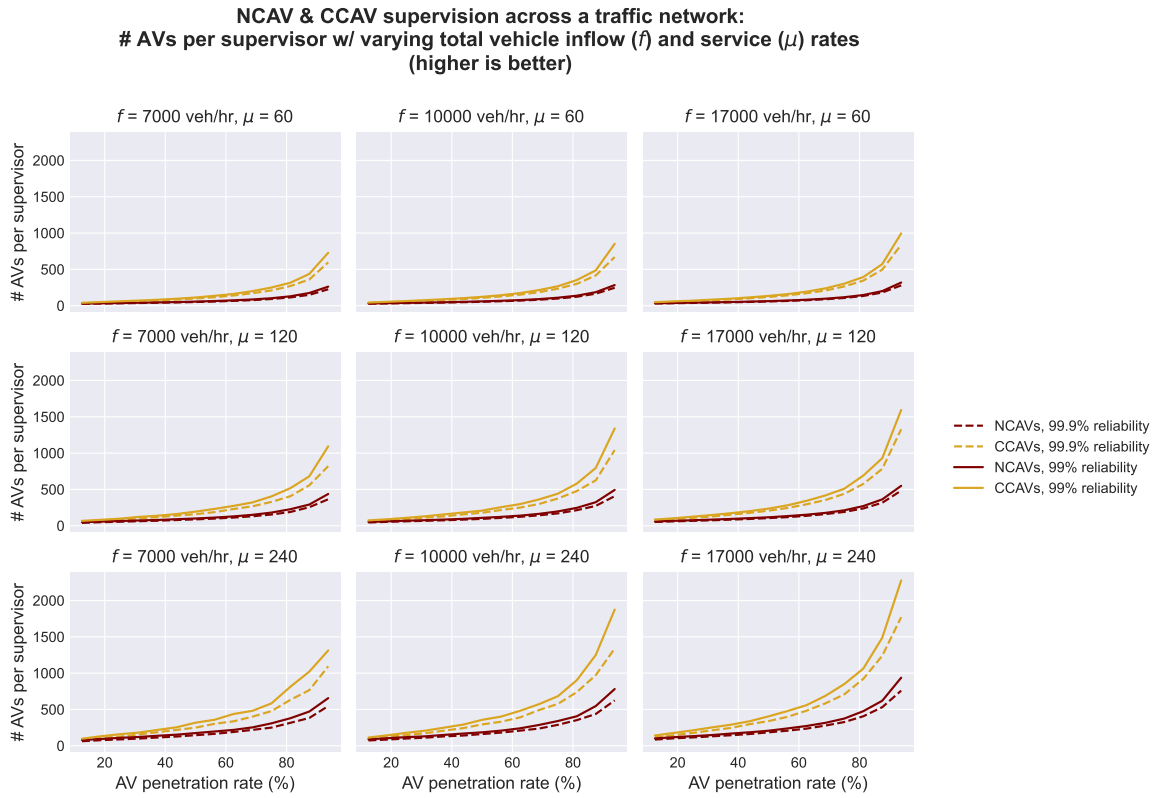 NCAV & CCAV supervision across a traffic network:
# AVs per supervisor w/ varying total vehicle inflow (f) and service (μ) rates
(higher is better)
f = 7000 veh/hr, μ = 60
f = 10000 veh/hr, μ = 60
f = 17000 veh/hr, μ = 60
# AVs per supervisor
2000
1500
1000
500
0
f = 7000 veh/hr, μ = 120
f = 10000 veh/hr, μ = 120
f = 17000 veh/hr, μ = 120
# AVs per supervisor
2000
1500
1000
500
0
NCAVs, 99.9% reliability
CCAVs, 99.9% reliability
NCAVs, 99% reliability
CCAVs, 99% reliability
f = 7000 veh/hr, μ = 240
f = 10000 veh/hr, μ = 240
f = 17000 veh/hr, μ = 240
# AVs per supervisor
2000
1500
1000
500
0
20 40 60 80
20 40 60 80
20 40 60 80
AV penetration rate (%)
AV penetration rate (%)
AV penetration rate (%)